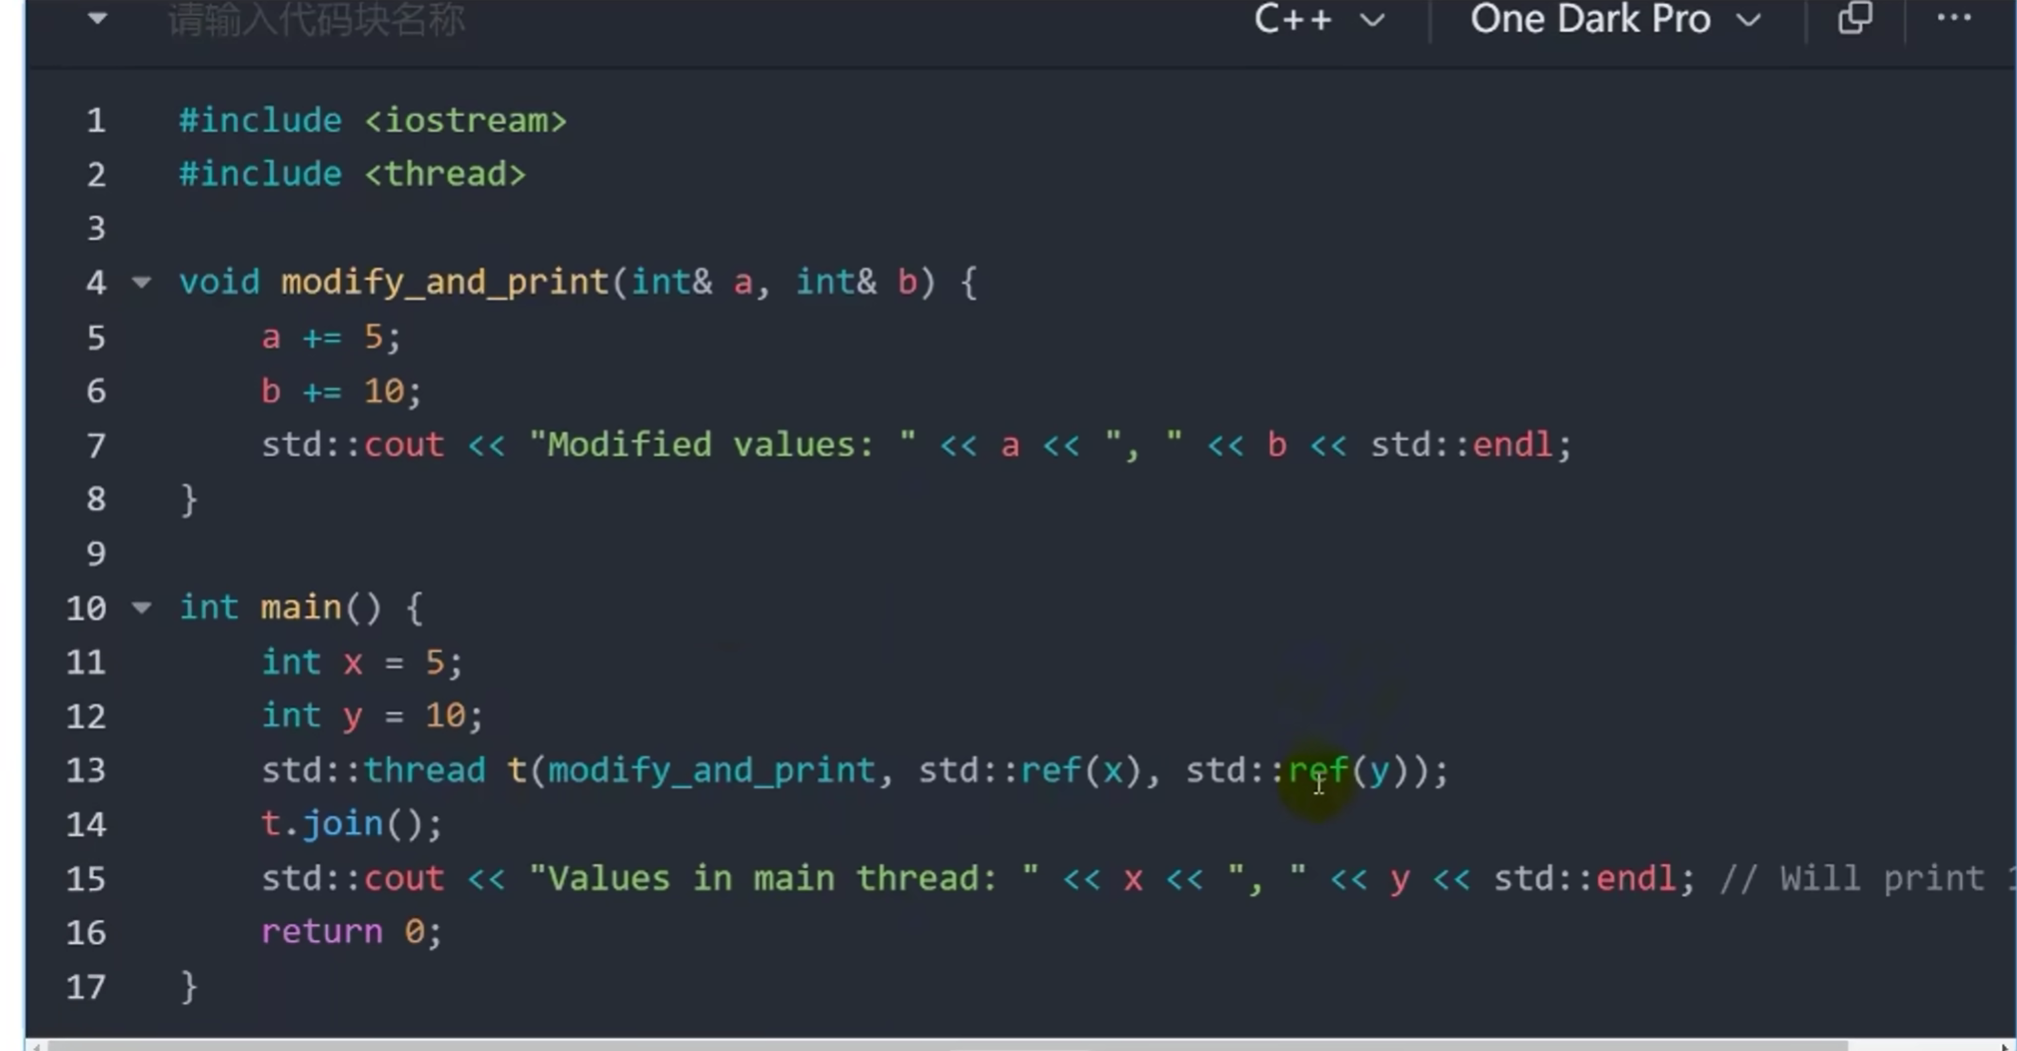 请输入代码块名称 C++ One Dark Pro
1 #include <iostream>
2 #include <thread>
3
4 void modify_and_print(int& a, int& b) {
5     a += 5;
6     b += 10;
7     std::cout << "Modified values: " << a << ", " << b << std::endl;
8 }
9
10 int main() {
11     int x = 5;
12     int y = 10;
13     std::thread t(modify_and_print, std::ref(x), std::ref(y));
14     t.join();
15     std::cout << "Values in main thread: " << x << ", " << y << std::endl; // Will print
16     return 0;
17 }